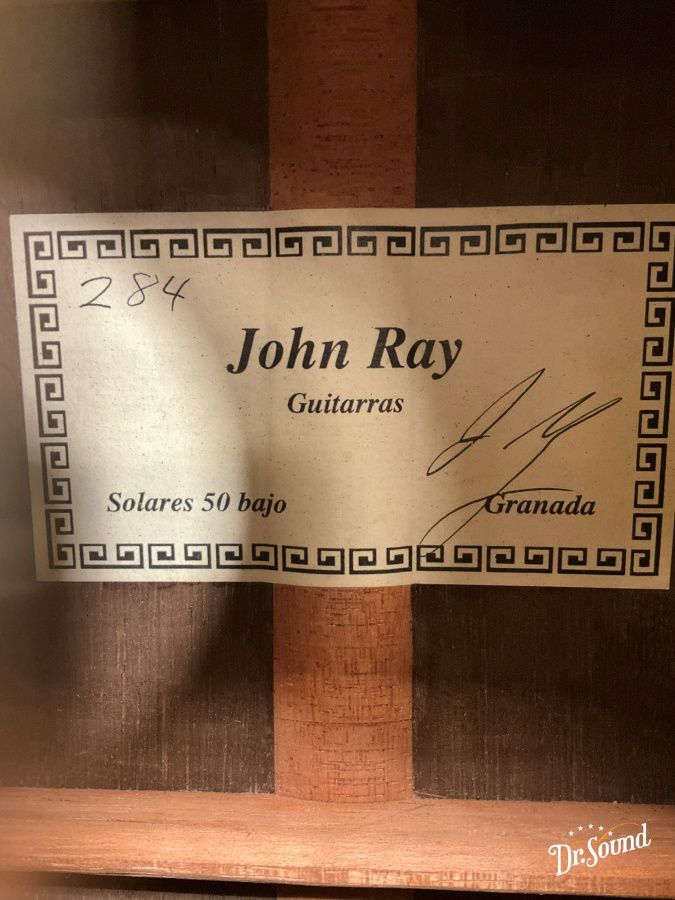 284
John Ray
Guitarras
Solares 50 bajo
Granada
Dr. Sound